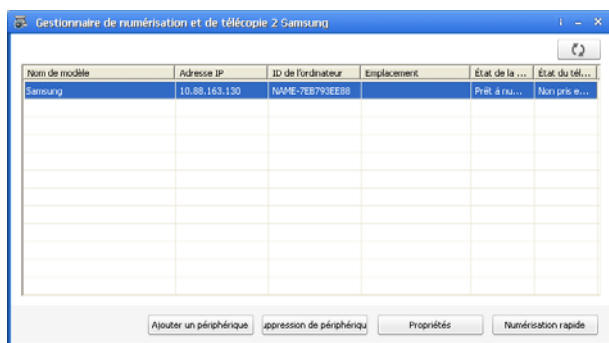 Gestionnaire de numérisation et de télécopie 2 Samsung
Nom de modèle Adresse IP ID de l'ordinateur Emplacement État de la ... État du tél...
Samsung 10.88.163.130 NAME-7EB793EE88 Prêt à nu... Non pris e...
Ajouter un périphérique uppression de périphériqu Propriétés Numérisation rapide